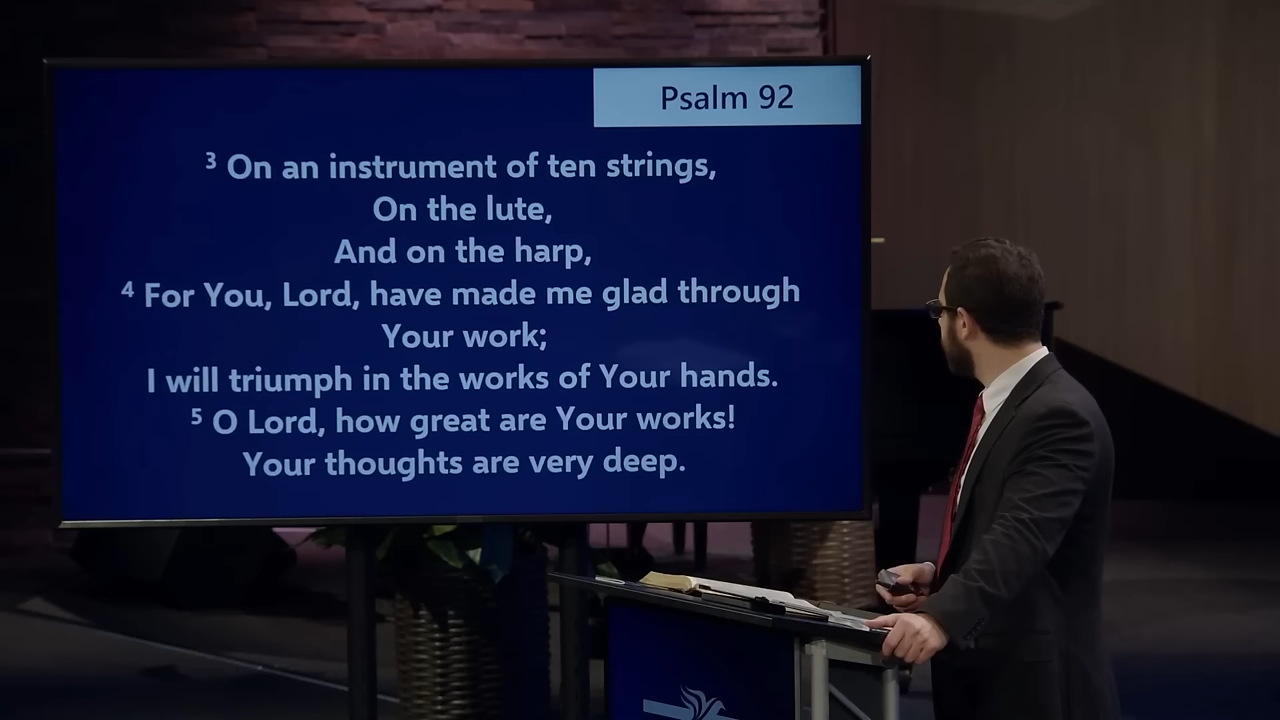 Psalm 92
3 On an instrument of ten strings,
On the lute,
And on the harp,
4 For You, Lord, have made me glad through
Your work;
I will triumph in the works of Your hands.
5 O Lord, how great are Your works!
Your thoughts are very deep.